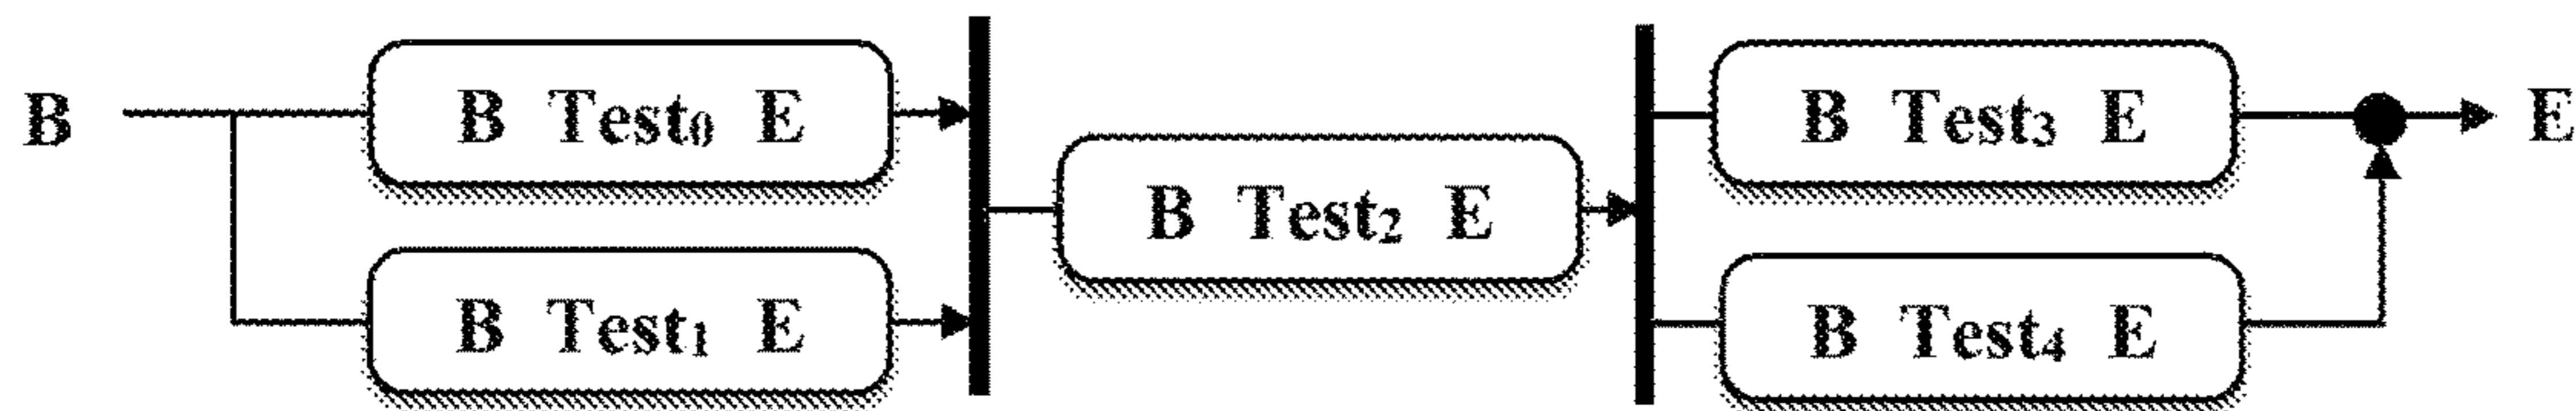 B
B Test₀ E
B Test₁ E
B Test₂ E
B Test₃ E
B Test₄ E
E